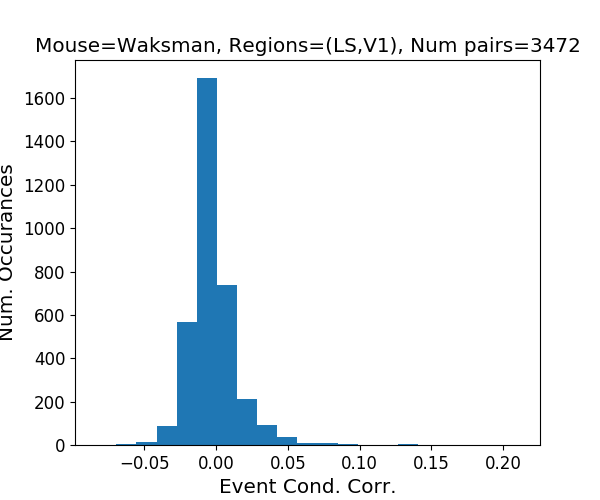 Mouse=Waksman, Regions=(LS,V1), Num pairs=3472
1600
1400
1200
1000
800
600
400
200
0
Num. Occurances
−0.05 0.00 0.05 0.10 0.15 0.20
Event Cond. Corr.